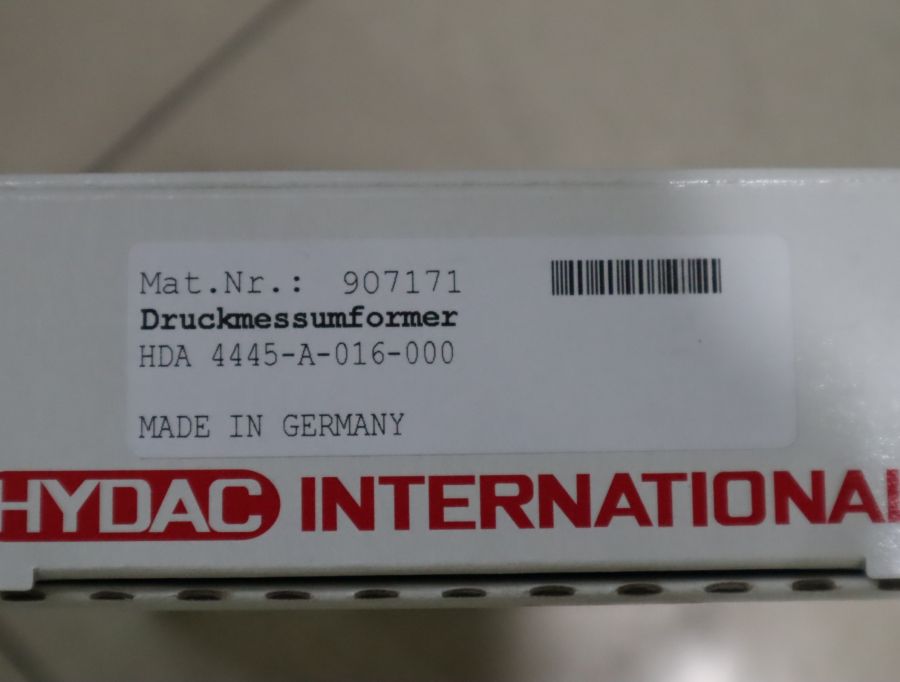 Mat.Nr.: 907171
Druckmessumformer
HDA 4445-A-016-000
MADE IN GERMANY
HYDAC INTERNATIONAL